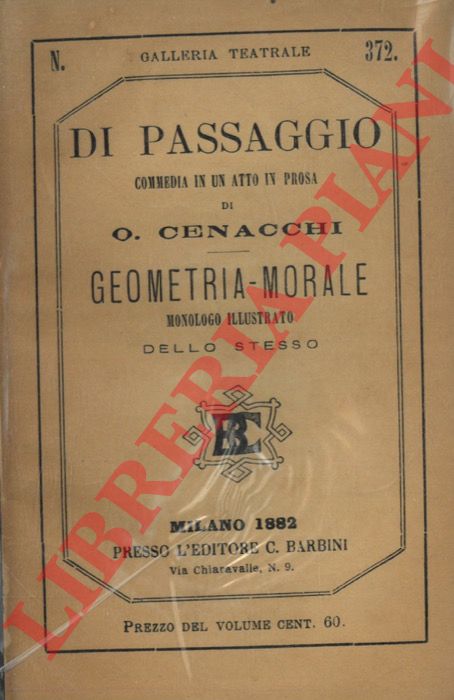 N. GALLERIA TEATRALE 372.
DI PASSAGGIO
COMMEDIA IN UN ATTO IN PROSA
DI
O. CENACCHI
GEOMETRIA-MORALE
MONOLOGO ILLUSTRATO
DELLO STESSO
BC
MILANO 1882
PRESSO L'EDITORE C. BARBINI
Via Chiaravalle, N. 9.
PREZZO DEL VOLUME CENT. 60.
LIBRERIA PIANI